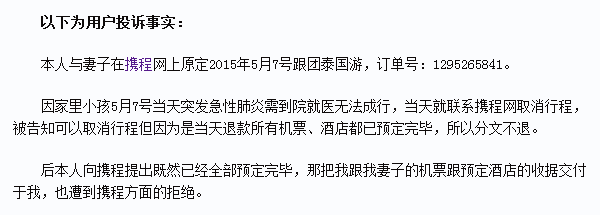 以下为用户投诉事实：
本人与妻子在携程网上原定2015年5月7号跟团泰国游，订单号：1295265841。
因家里小孩5月7号当天突发急性肺炎需到院就医无法成行，当天就联系携程网取消行程，
被告知可以取消行程但因为是当天退款所有机票、酒店都已预定完毕，所以分文不退。
后本人向携程提出既然已经全部预定完毕，那把我跟我妻子的机票跟预定酒店的收据交付
于我，也遭到携程方面的拒绝。